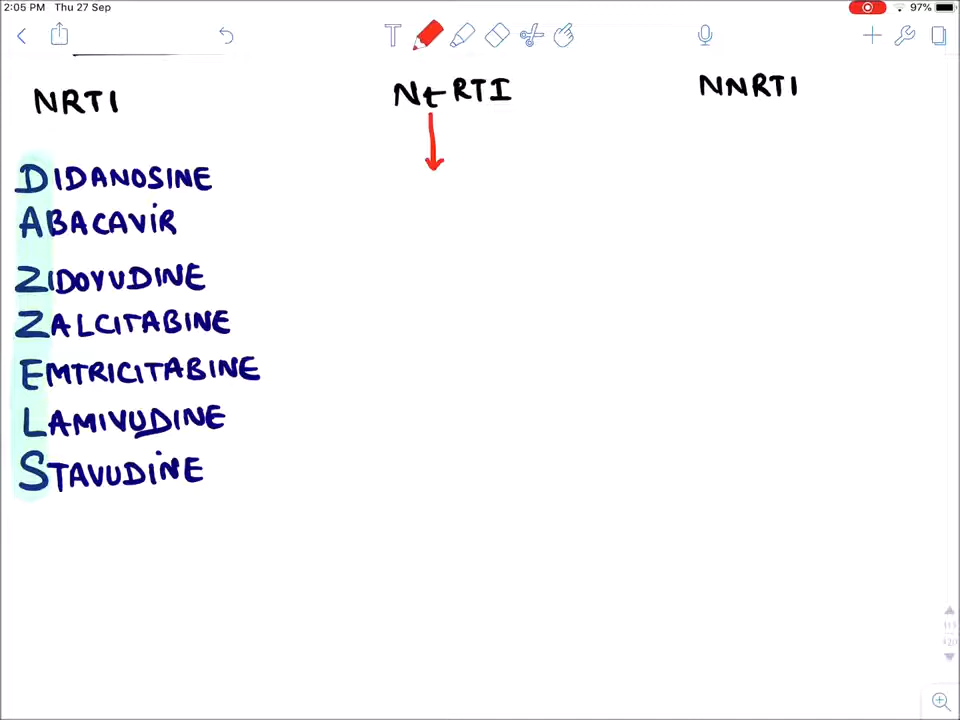 2:05 PM Thu 27 Sep 97%
T
NRTI NtRTI NNRTI
DIDANOSINE
ABACAVIR
ZIDOVUDINE
ZALCITABINE
EMTRICITABINE
LAMIVUDINE
STAVUDINE